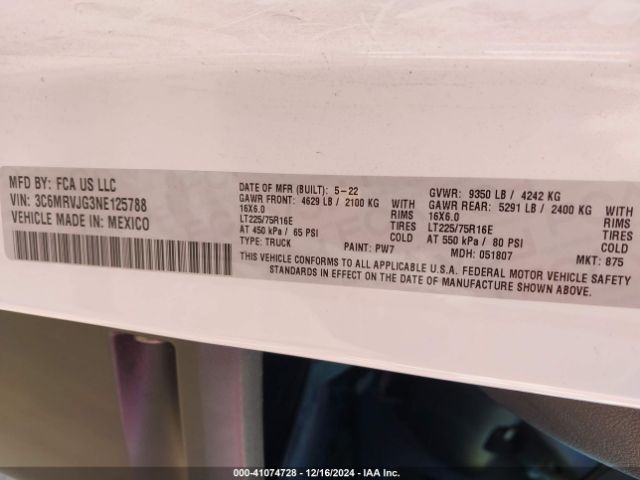 MFD BY: FCA US LLC
VIN: 3C6MRVJG3NE125788
VEHICLE MADE IN: MEXICO
DATE OF MFR (BUILT): 5-22
GAWR FRONT: 4629 LB / 2100 KG WITH
16X6.0 RIMS
LT225/75R16E TIRES
AT 450 kPa / 65 PSI COLD
TYPE: TRUCK PAINT: PW7
GVWR: 9350 LB / 4242 KG
GAWR REAR: 5291 LB / 2400 KG WITH
16X6.0 RIMS
LT225/75R16E TIRES
AT 550 kPa / 80 PSI COLD
MDH: 051807 MKT: 875
THIS VEHICLE CONFORMS TO ALL APPLICABLE U.S.A. FEDERAL MOTOR VEHICLE SAFETY
STANDARDS IN EFFECT ON THE DATE OF MANUFACTURE SHOWN ABOVE.
000-41074728 - 12/16/2024 - IAA Inc.